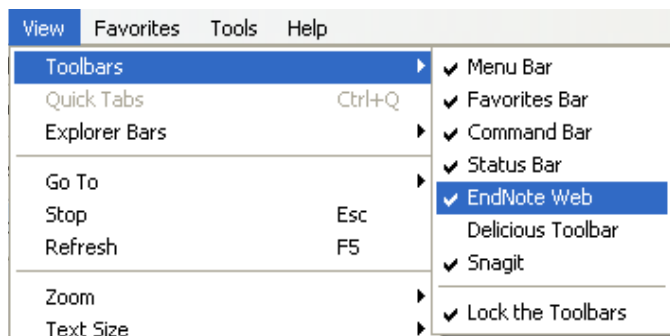 View Favorites Tools Help
Toolbars
Quick Tabs Ctrl+Q
Explorer Bars
Go To
Stop Esc
Refresh F5
Zoom
Text Size
Menu Bar
Favorites Bar
Command Bar
Status Bar
EndNote Web
Delicious Toolbar
Snagit
Lock the Toolbars